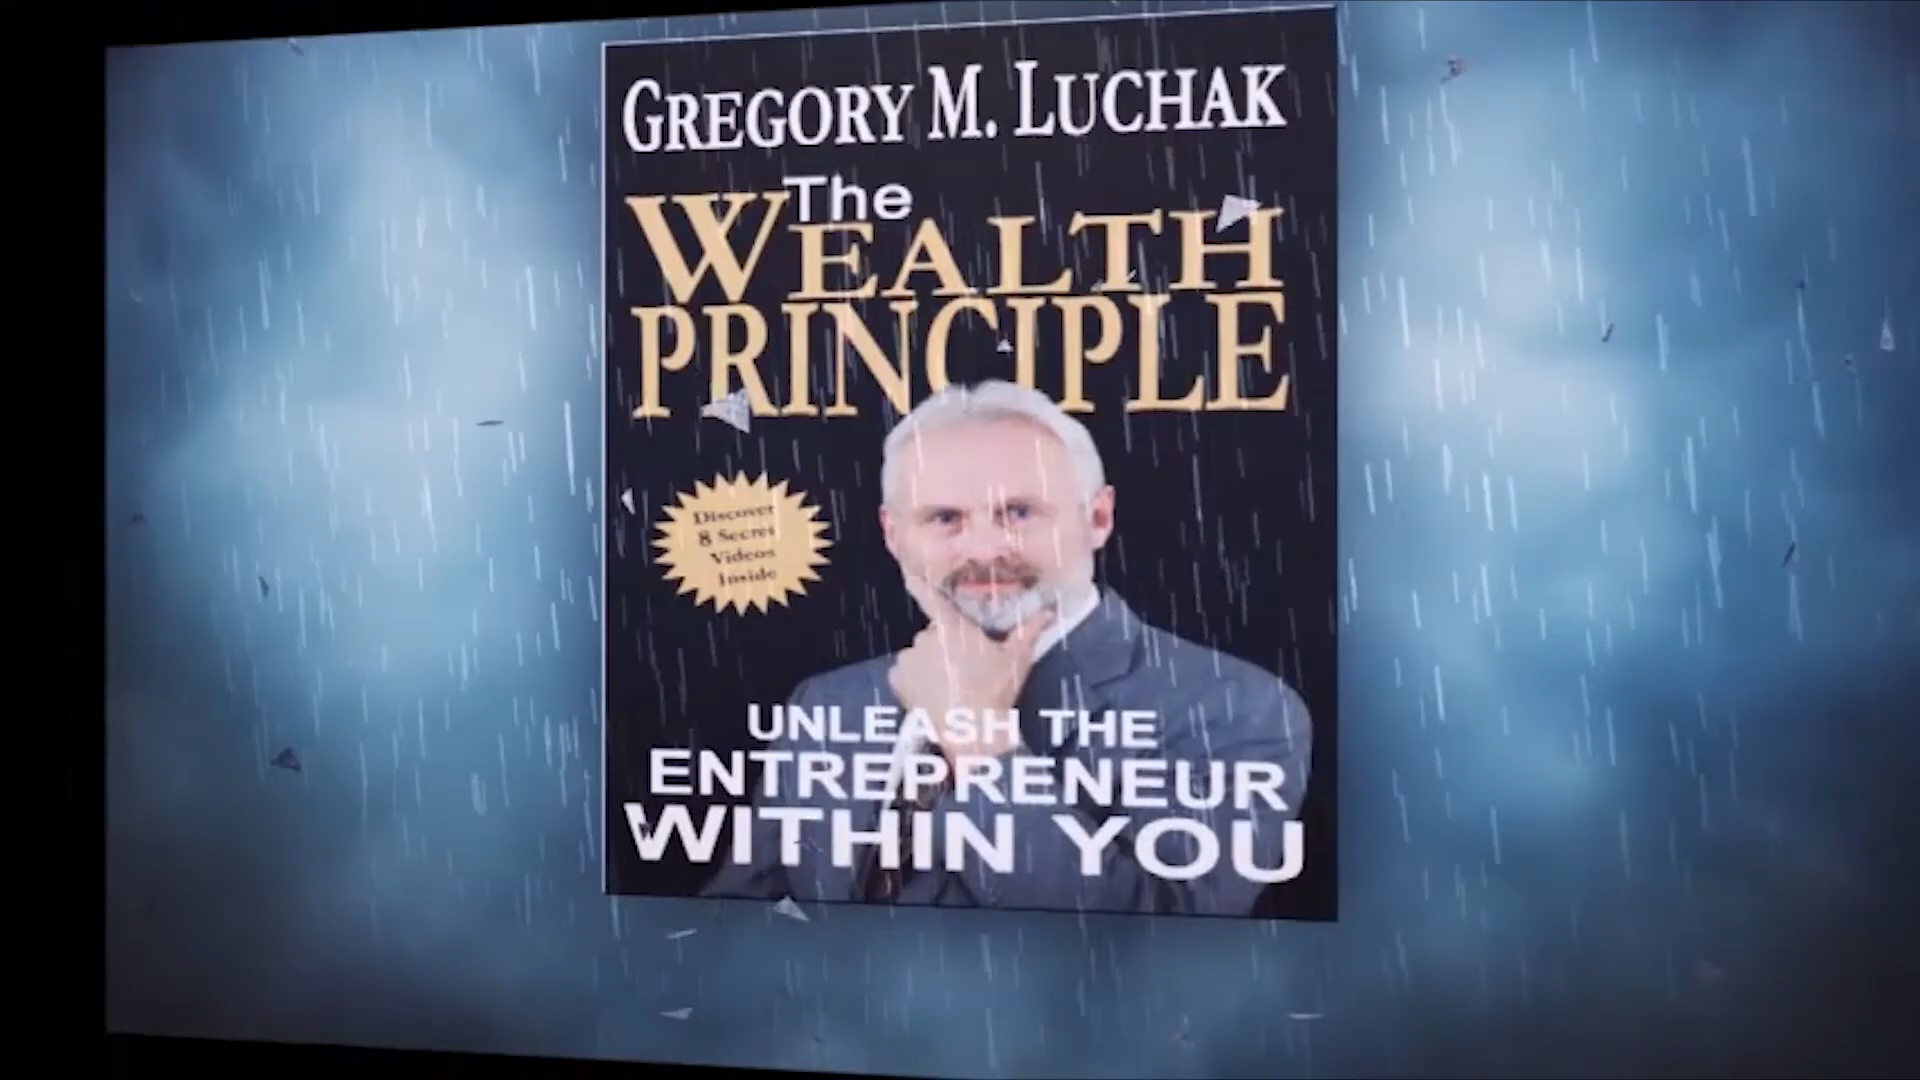 GREGORY M. LUCHAK
The
WEALTH
PRINCIPLE
Discover
8 Secret
Videos
Inside
UNLEASH THE
ENTREPRENEUR
WITHIN YOU